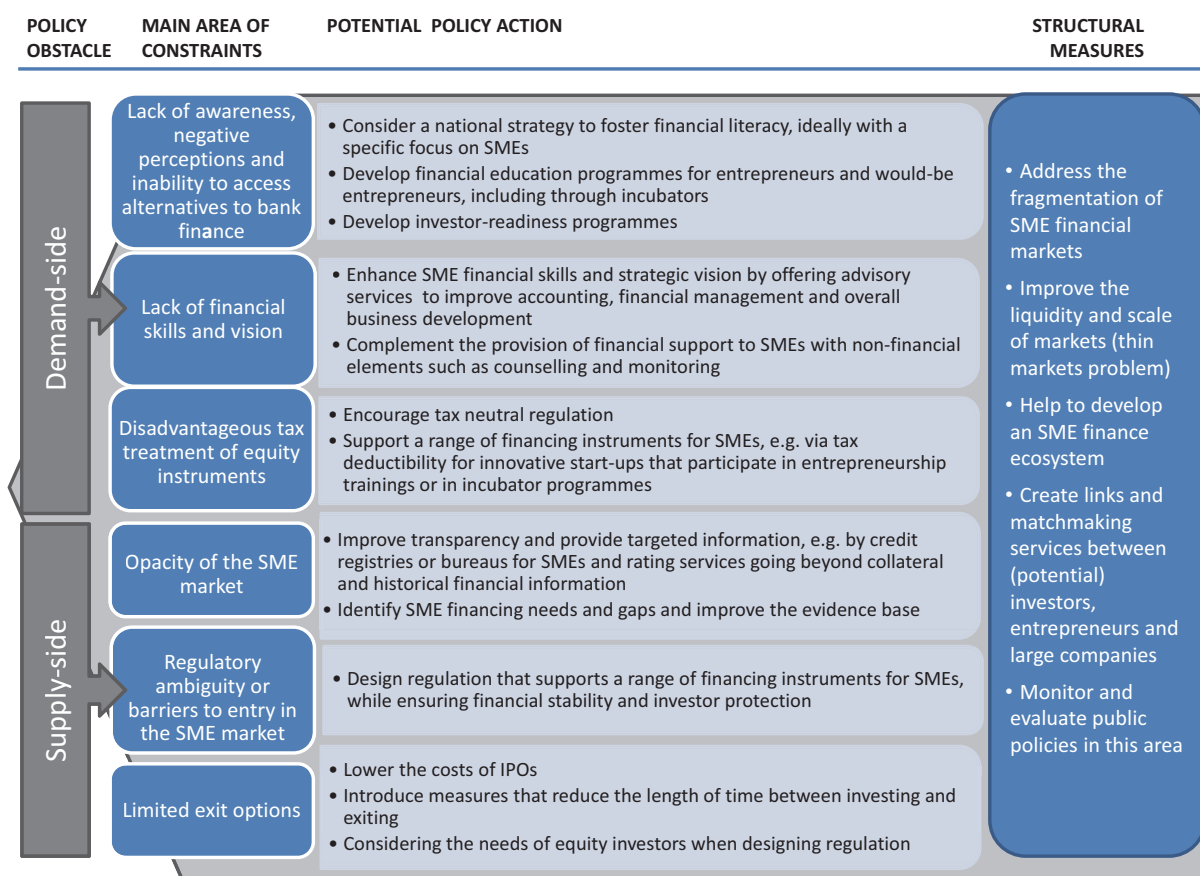 POLICY OBSTACLE
MAIN AREA OF CONSTRAINTS
POTENTIAL  POLICY ACTION
STRUCTURAL MEASURES
Demand-side
Lack of awareness,
negative
perceptions and
inability to access
alternatives to bank
finance
• Consider a national strategy to foster financial literacy, ideally with a
specific focus on SMEs
• Develop financial education programmes for entrepreneurs and would-be
entrepreneurs, including through incubators
• Develop investor-readiness programmes
Lack of financial
skills and vision
• Enhance SME financial skills and strategic vision by offering advisory
services  to improve accounting, financial management and overall
business development
• Complement the provision of financial support to SMEs with non-financial
elements such as counselling and monitoring
Disadvantageous tax
treatment of equity
instruments
• Encourage tax neutral regulation
• Support a range of financing instruments for SMEs, e.g. via tax
deductibility for innovative start-ups that participate in entrepreneurship
trainings or in incubator programmes
Supply-side
Opacity of the SME
market
• Improve transparency and provide targeted information, e.g. by credit
registries or bureaus for SMEs and rating services going beyond collateral
and historical financial information
• Identify SME financing needs and gaps and improve the evidence base
Regulatory
ambiguity or
barriers to entry in
the SME market
• Design regulation that supports a range of financing instruments for SMEs,
while ensuring financial stability and investor protection
Limited exit options
• Lower the costs of IPOs
• Introduce measures that reduce the length of time between investing and
exiting
• Considering the needs of equity investors when designing regulation
• Address the
fragmentation of
SME financial
markets
• Improve the
liquidity and scale
of markets (thin
markets problem)
• Help to develop
an SME finance
ecosystem
• Create links and
matchmaking
services between
(potential)
investors,
entrepreneurs and
large companies
• Monitor and
evaluate public
policies in this area